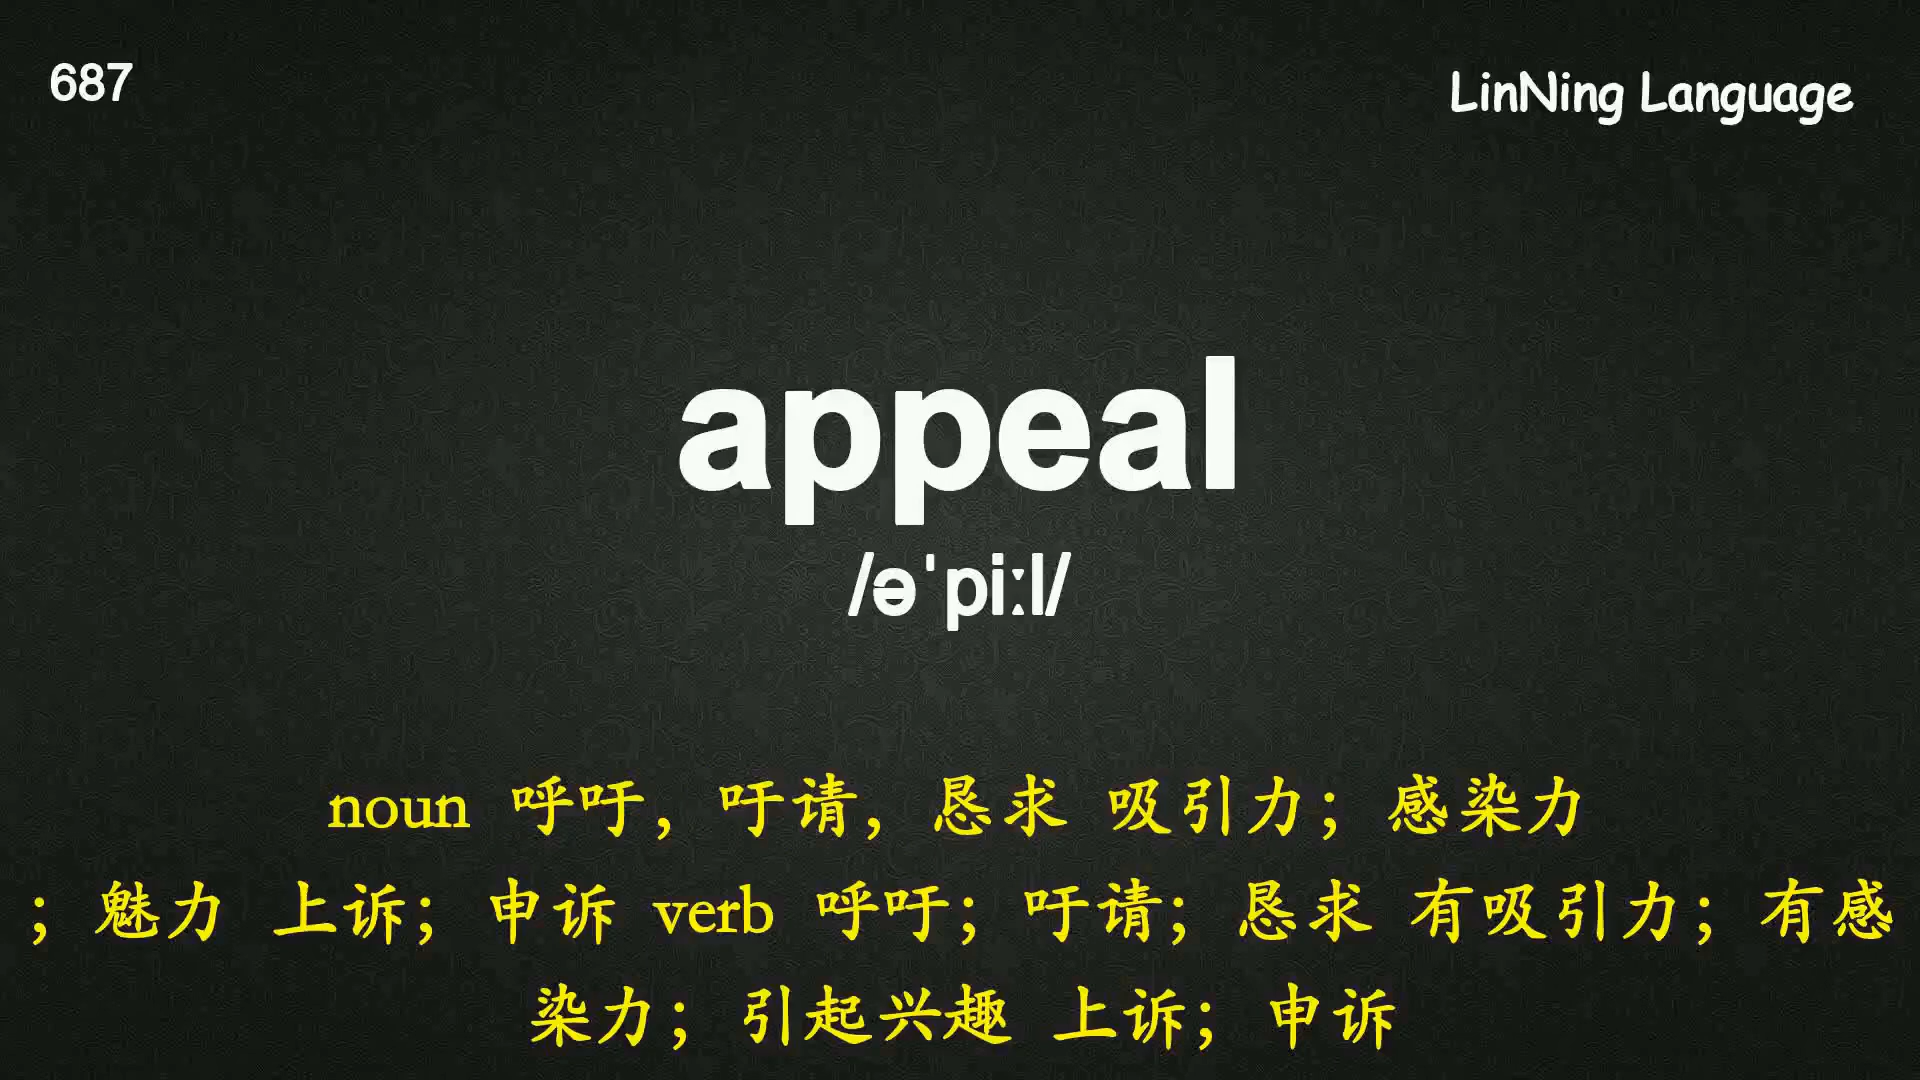 687
LinNing Language
appeal
/əˈpiːl/
noun 呼吁，吁请，恳求 吸引力；感染力
；魅力 上诉；申诉 verb 呼吁；吁请；恳求 有吸引力；有感
染力；引起兴趣 上诉；申诉